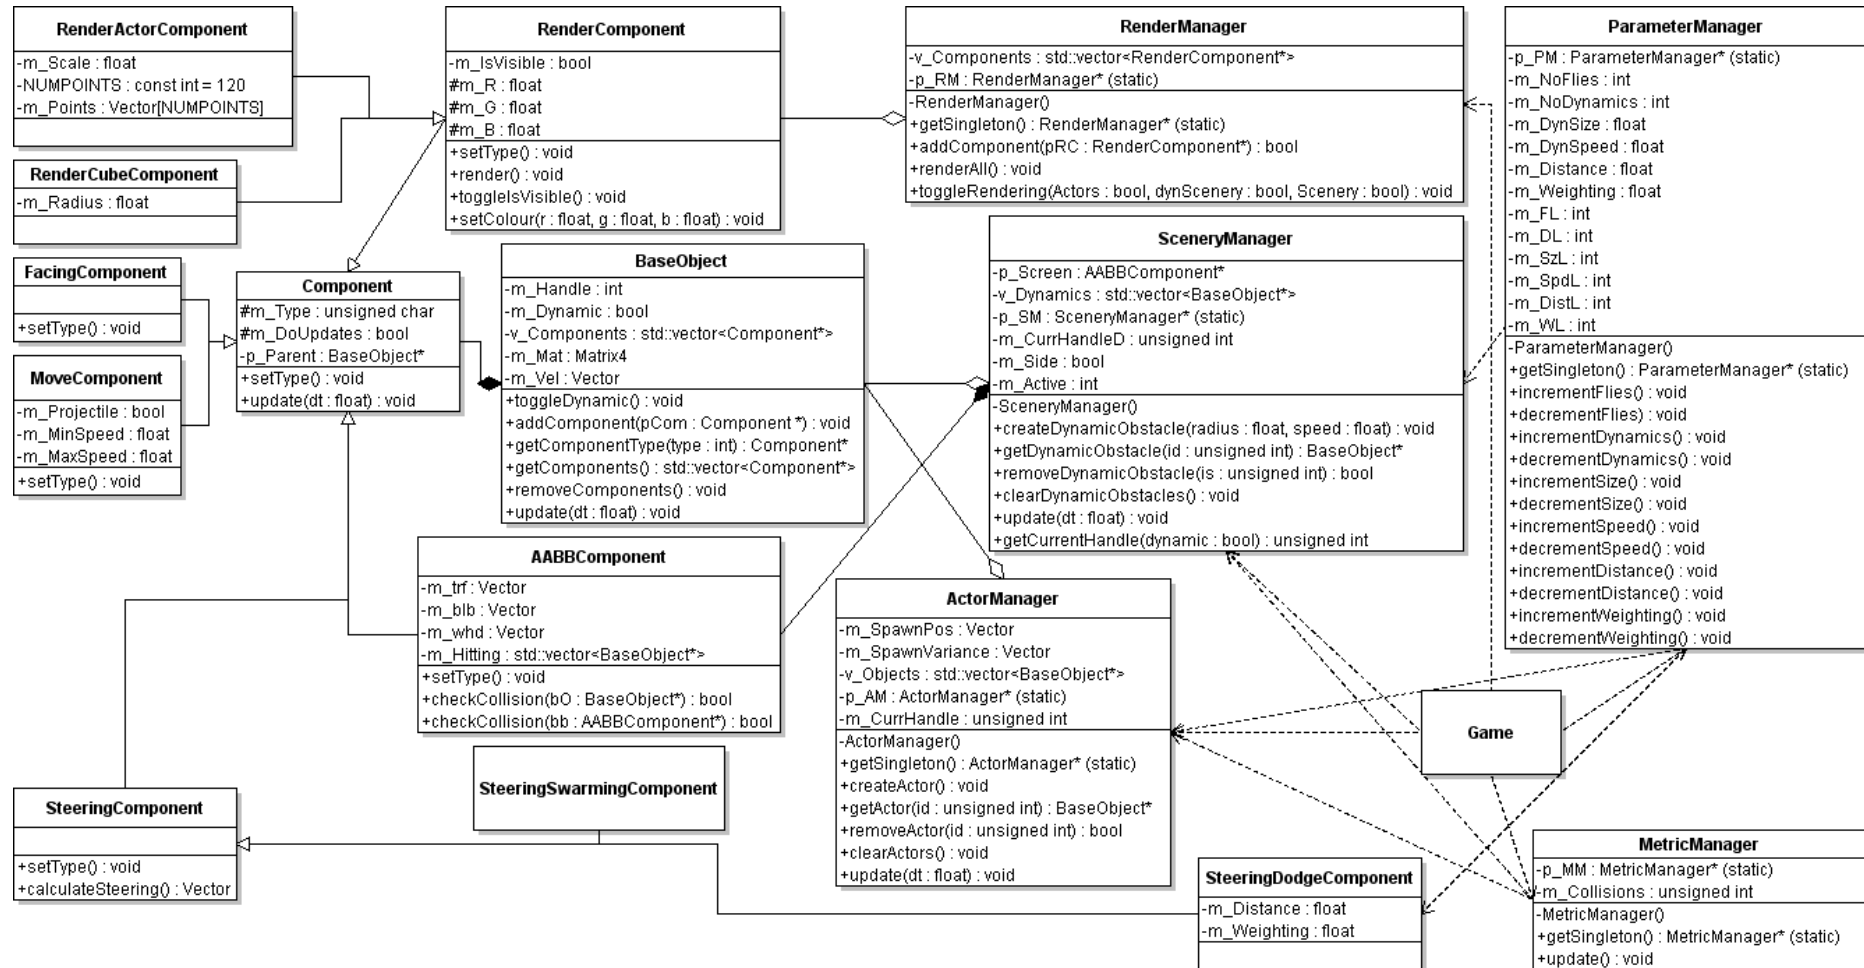 RenderActorComponent
-m_Scale : float
-NUMPOINTS : const int = 120
-m_Points : Vector[NUMPOINTS]
RenderCubeComponent
-m_Radius : float
FacingComponent
+setType() : void
MoveComponent
-m_Projectile : bool
-m_MinSpeed : float
-m_MaxSpeed : float
+setType() : void
RenderComponent
-m_IsVisible : bool
#m_R : float
#m_G : float
#m_B : float
+setType() : void
+render() : void
+toggleIsVisible() : void
+setColour(r : float, g : float, b : float) : void
Component
#m_Type : unsigned char
#m_DoUpdates : bool
-p_Parent : BaseObject*
+setType() : void
+update(dt : float) : void
BaseObject
-m_Handle : int
-m_Dynamic : bool
-v_Components : std::vector<Component*>
-m_Mat : Matrix4
-m_Vel : Vector
+toggleDynamic() : void
+addComponent(pCom : Component *) : void
+getComponentType(type : int) : Component*
+getComponents() : std::vector<Component*>
+removeComponents() : void
+update(dt : float) : void
RenderManager
-v_Components : std::vector<RenderComponent*>
-p_RM : RenderManager* (static)
-RenderManager()
+getSingleton() : RenderManager* (static)
+addComponent(pRC : RenderComponent*) : bool
+renderAll() : void
+toggleRendering(Actors : bool, dynScenery : bool, Scenery : bool) : void
SceneryManager
-p_Screen : AABBComponent*
-v_Dynamics : std::vector<BaseObject*>
-p_SM : SceneryManager* (static)
-m_CurrHandleD : unsigned int
-m_Side : bool
-m_Active : int
-SceneryManager()
+createDynamicObstacle(radius : float, speed : float) : void
+getDynamicObstacle(id : unsigned int) : BaseObject*
+removeDynamicObstacle(is : unsigned int) : bool
+clearDynamicObstacles() : void
+update(dt : float) : void
+getCurrentHandle(dynamic : bool) : unsigned int
ParameterManager
-p_PM : ParameterManager* (static)
-m_NoFlies : int
-m_NoDynamics : int
-m_DynSize : float
-m_DynSpeed : float
-m_Distance : float
-m_Weighting : float
-m_FL : int
-m_DL : int
-m_SzL : int
-m_SpdL : int
-m_DistL : int
-m_WL : int
-ParameterManager()
+getSingleton() : ParameterManager* (static)
+incrementFlies() : void
+decrementFlies() : void
+incrementDynamics() : void
+decrementDynamics() : void
+incrementSize() : void
+decrementSize() : void
+incrementSpeed() : void
+decrementSpeed() : void
+incrementDistance() : void
+decrementDistance() : void
+incrementWeighting() : void
+decrementWeighting() : void
AABBComponent
-m_trf : Vector
-m_blb : Vector
-m_whd : Vector
-m_Hitting : std::vector<BaseObject*>
+setType() : void
+checkCollision(bO : BaseObject*) : bool
+checkCollision(bb : AABBComponent*) : bool
ActorManager
-m_SpawnPos : Vector
-m_SpawnVariance : Vector
-v_Objects : std::vector<BaseObject*>
-p_AM : ActorManager* (static)
-m_CurrHandle : unsigned int
-ActorManager()
+getSingleton() : ActorManager* (static)
+createActor() : void
+getActor(id : unsigned int) : BaseObject*
+removeActor(id : unsigned int) : bool
+clearActors() : void
+update(dt : float) : void
Game
SteeringComponent
+setType() : void
+calculateSteering() : Vector
SteeringSwarmingComponent
SteeringDodgeComponent
-m_Distance : float
-m_Weighting : float
MetricManager
-p_MM : MetricManager* (static)
-m_Collisions : unsigned int
-MetricManager()
+getSingleton() : MetricManager* (static)
+update() : void